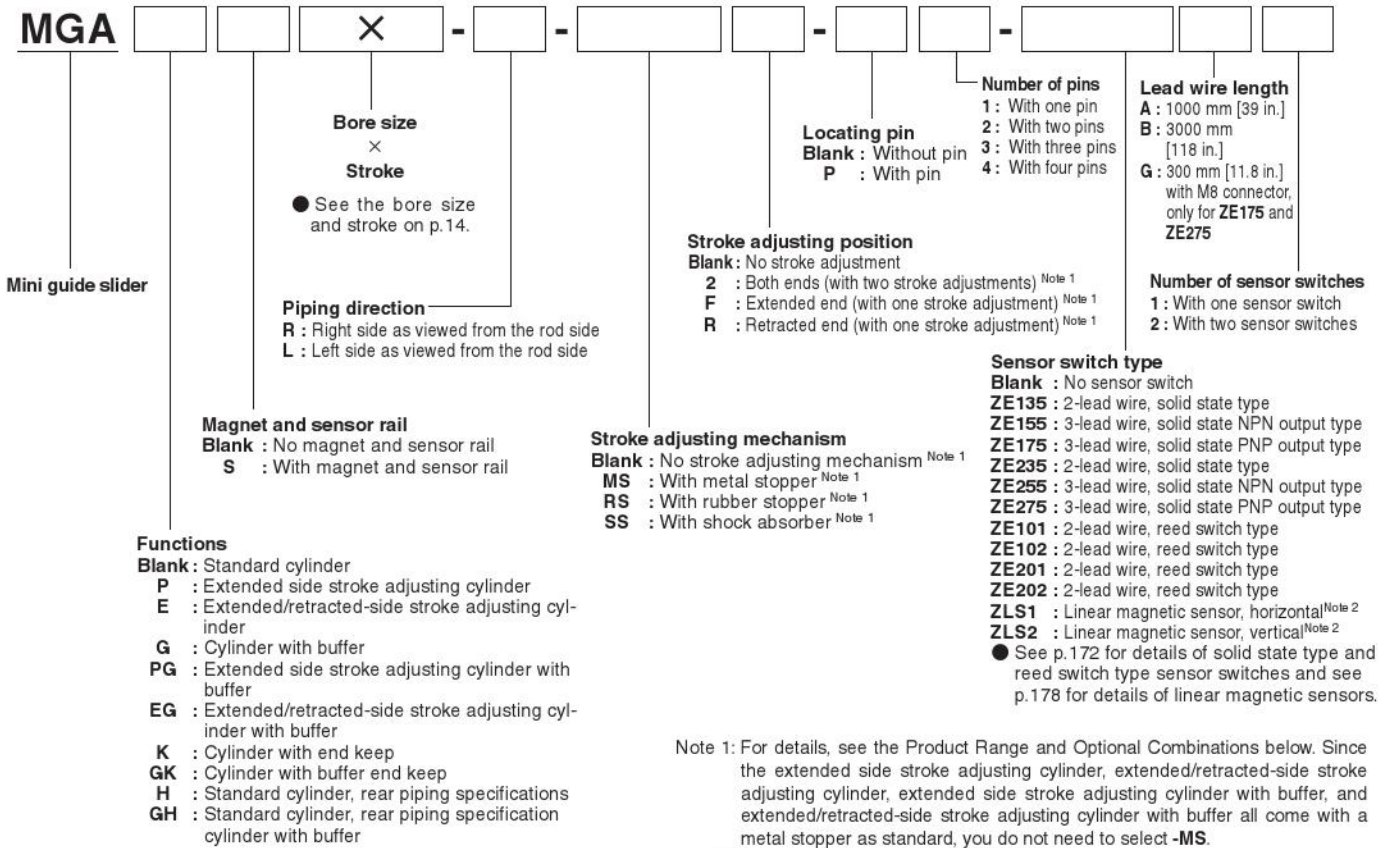 MGA × - - - -
Mini guide slider
Bore size
×
Stroke
● See the bore size
and stroke on p.14.
Piping direction
R : Right side as viewed from the rod side
L : Left side as viewed from the rod side
Magnet and sensor rail
Blank : No magnet and sensor rail
S : With magnet and sensor rail
Functions
Blank : Standard cylinder
P : Extended side stroke adjusting cylinder
E : Extended/retracted-side stroke adjusting cyl-
inder
G : Cylinder with buffer
PG : Extended side stroke adjusting cylinder with
buffer
EG : Extended/retracted-side stroke adjusting cyl-
inder with buffer
K : Cylinder with end keep
GK : Cylinder with buffer end keep
H : Standard cylinder, rear piping specifications
GH : Standard cylinder, rear piping specification
cylinder with buffer
Stroke adjusting mechanism
Blank : No stroke adjusting mechanism Note 1
MS : With metal stopper Note 1
RS : With rubber stopper Note 1
SS : With shock absorber Note 1
Stroke adjusting position
Blank : No stroke adjustment
2 : Both ends (with two stroke adjustments) Note 1
F : Extended end (with one stroke adjustment) Note 1
R : Retracted end (with one stroke adjustment) Note 1
Locating pin
Blank : Without pin
P : With pin
Number of pins
1 : With one pin
2 : With two pins
3 : With three pins
4 : With four pins
Lead wire length
A : 1000 mm [39 in.]
B : 3000 mm
[118 in.]
G : 300 mm [11.8 in.]
with M8 connector,
only for ZE175 and
ZE275
Number of sensor switches
1 : With one sensor switch
2 : With two sensor switches
Sensor switch type
Blank : No sensor switch
ZE135 : 2-lead wire, solid state type
ZE155 : 3-lead wire, solid state NPN output type
ZE175 : 3-lead wire, solid state PNP output type
ZE235 : 2-lead wire, solid state type
ZE255 : 3-lead wire, solid state NPN output type
ZE275 : 3-lead wire, solid state PNP output type
ZE101 : 2-lead wire, reed switch type
ZE102 : 2-lead wire, reed switch type
ZE201 : 2-lead wire, reed switch type
ZE202 : 2-lead wire, reed switch type
ZLS1 : Linear magnetic sensor, horizontal Note 2
ZLS2 : Linear magnetic sensor, vertical Note 2
● See p.172 for details of solid state type and
reed switch type sensor switches and see
p.178 for details of linear magnetic sensors.
Note 1: For details, see the Product Range and Optional Combinations below. Since
the extended side stroke adjusting cylinder, extended/retracted-side stroke
adjusting cylinder, extended side stroke adjusting cylinder with buffer, and
extended/retracted-side stroke adjusting cylinder with buffer all come with a
metal stopper as standard, you do not need to select -MS.